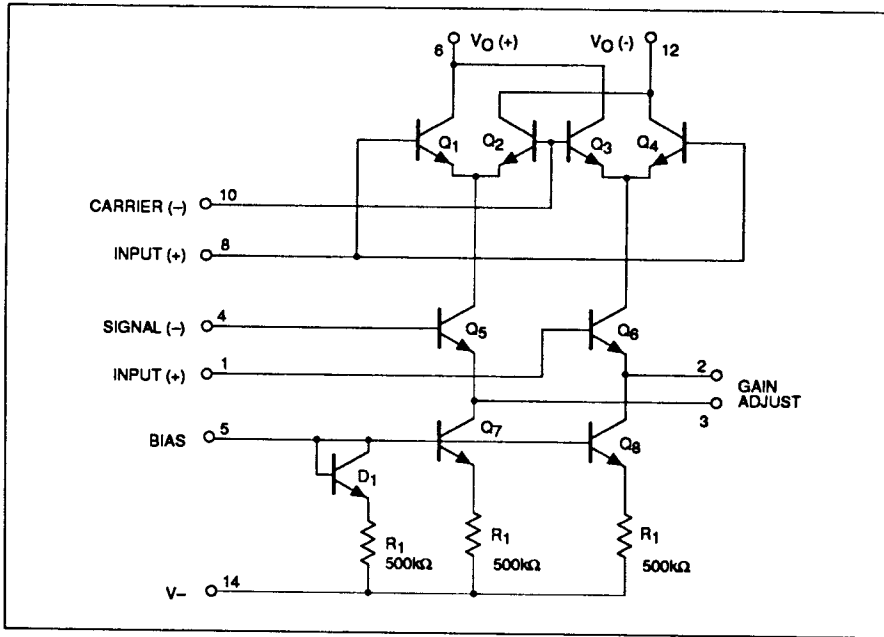 6 VO (+) VO (-) 12
Q1 Q2 Q3 Q4
CARRIER (–) 10
INPUT (+) 8
SIGNAL (–) 4 Q5 Q6
INPUT (+) 1 2
GAIN
ADJUST
3
BIAS 5 Q7 Q8
D1
R1 R1 R1
500kΩ 500kΩ 500kΩ
V– 14